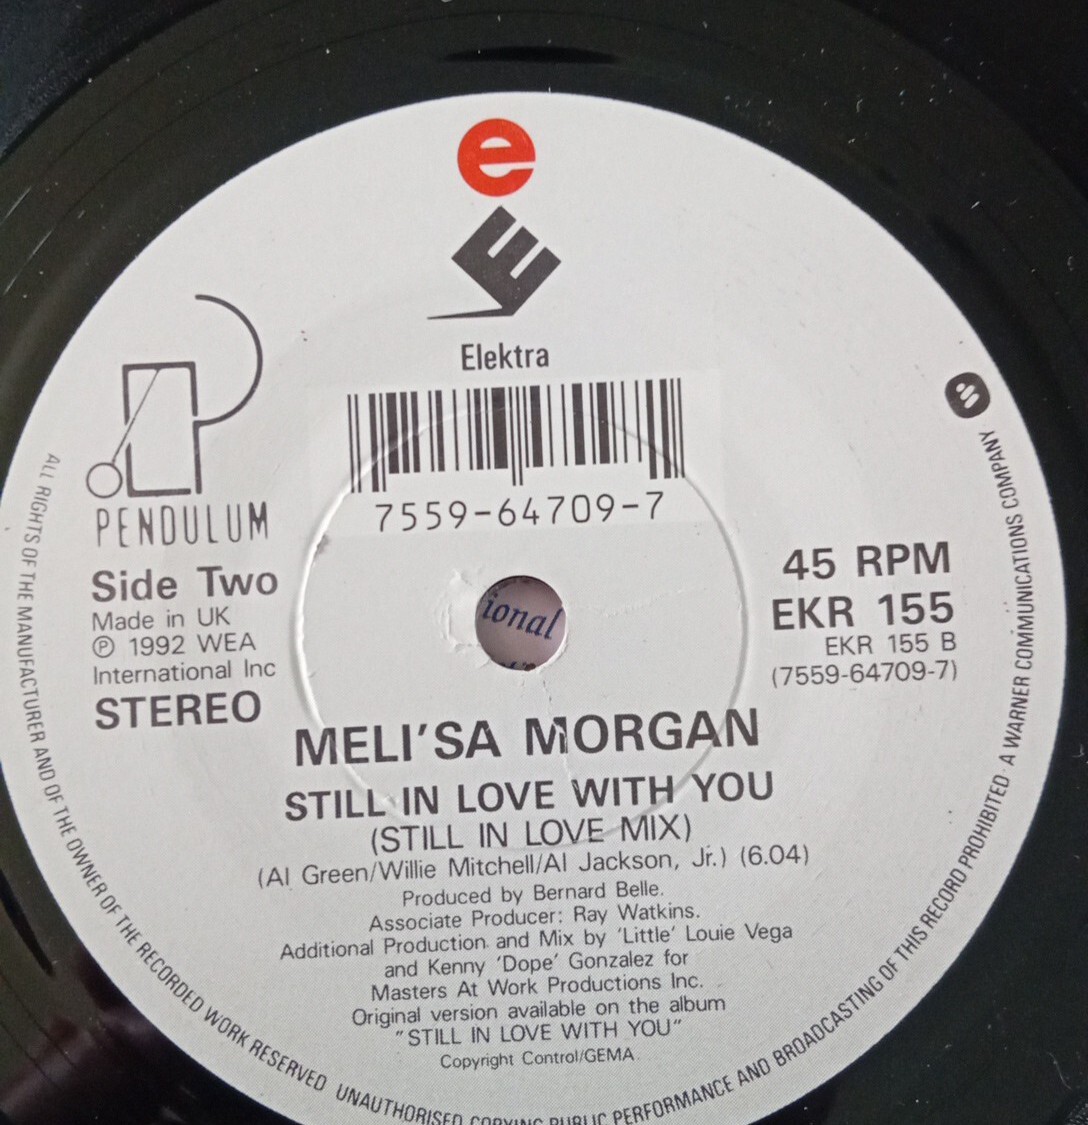 e
E
Elektra
7559-64709-7
PENDULUM
Side Two
Made in UK
℗ 1992 WEA
International Inc
STEREO
45 RPM
EKR 155
EKR 155 B
(7559-64709-7)
ional
MELI'SA MORGAN
STILL IN LOVE WITH YOU
(STILL IN LOVE MIX)
(Al Green/Willie Mitchell/Al Jackson, Jr.) (6.04)
Produced by Bernard Belle.
Associate Producer: Ray Watkins.
Additional Production and Mix by 'Little' Louie Vega
and Kenny 'Dope' Gonzalez for
Masters At Work Productions Inc.
Original version available on the album
"STILL IN LOVE WITH YOU"
Copyright Control/GEMA.
ALL RIGHTS OF THE MANUFACTURER AND OF THE OWNER OF THE RECORDED WORK RESERVED UNAUTHORISED COPYING PUBLIC PERFORMANCE AND BROADCASTING OF THIS RECORD PROHIBITED · A WARNER COMMUNICATIONS COMPANY